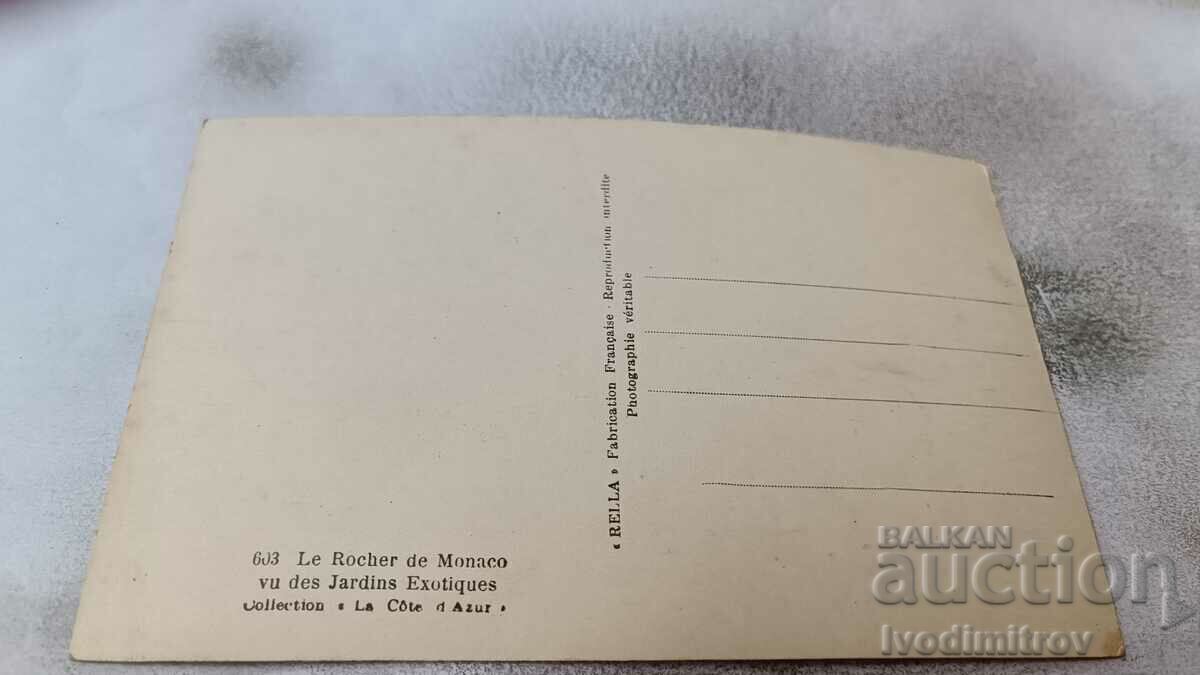 « RELLA » Fabrication Française - Reproduction interdite
Photographie véritable
603 Le Rocher de Monaco
vu des Jardins Exotiques
Collection « La Côte d'Azur »
BALKAN
auction
Ivodimitrov